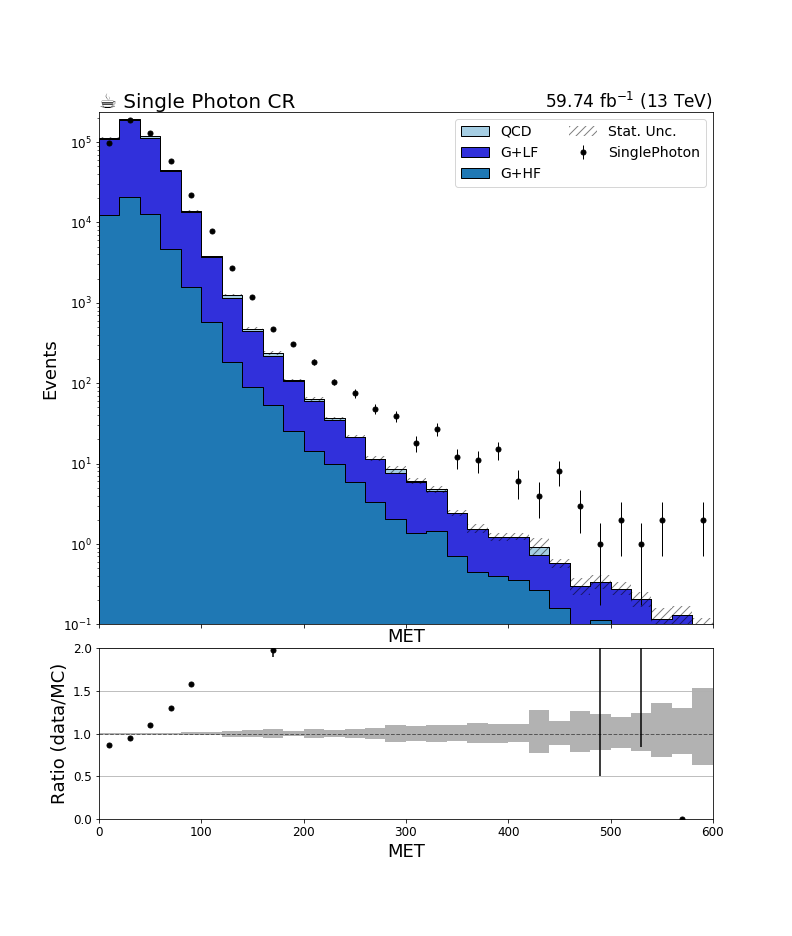 ☕ Single Photon CR
59.74 fb⁻¹ (13 TeV)
QCD
G+LF
G+HF
Stat. Unc.
SinglePhoton
Events
10⁵
10⁴
10³
10²
10¹
10⁰
10⁻¹
MET
Ratio (data/MC)
2.0
1.5
1.0
0.5
0.0
0 100 200 300 400 500 600
MET